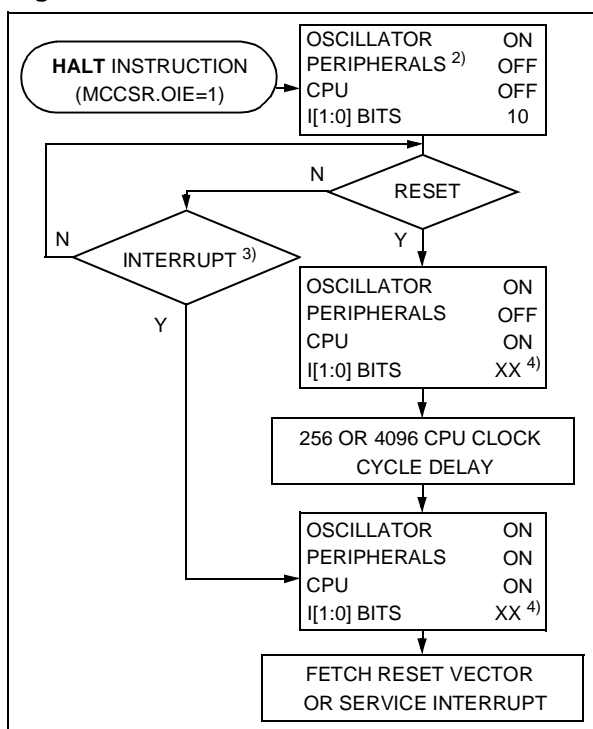 HALT INSTRUCTION
(MCCSR.OIE=1)
OSCILLATOR ON
PERIPHERALS 2) OFF
CPU OFF
I[1:0] BITS 10
RESET
N
Y
INTERRUPT 3)
N
Y
OSCILLATOR ON
PERIPHERALS OFF
CPU ON
I[1:0] BITS XX 4)
256 OR 4096 CPU CLOCK
CYCLE DELAY
OSCILLATOR ON
PERIPHERALS ON
CPU ON
I[1:0] BITS XX 4)
FETCH RESET VECTOR
OR SERVICE INTERRUPT